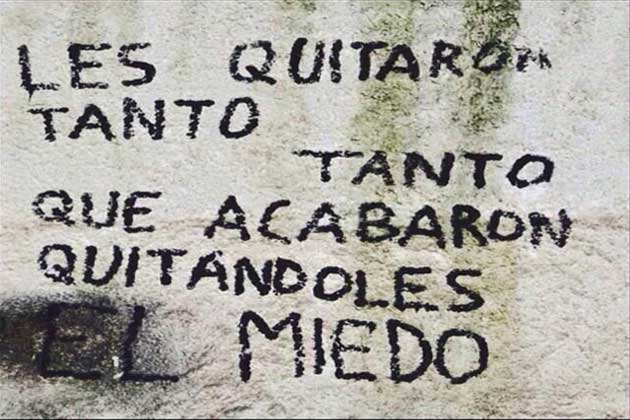 LES QUITARON
TANTO
TANTO
QUE ACABARON
QUITANDOLES
EL MIEDO